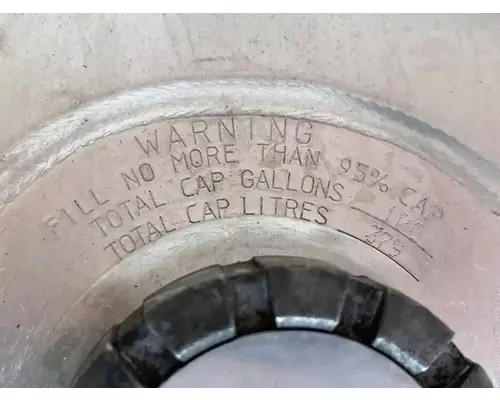 WARNING
FILL NO MORE THAN 95% CAP
TOTAL CAP GALLONS
TOTAL CAP LITRES